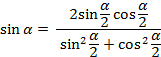 sin α = (2sin α/2 cos α/2) / (sin² α/2 + cos² α/2)